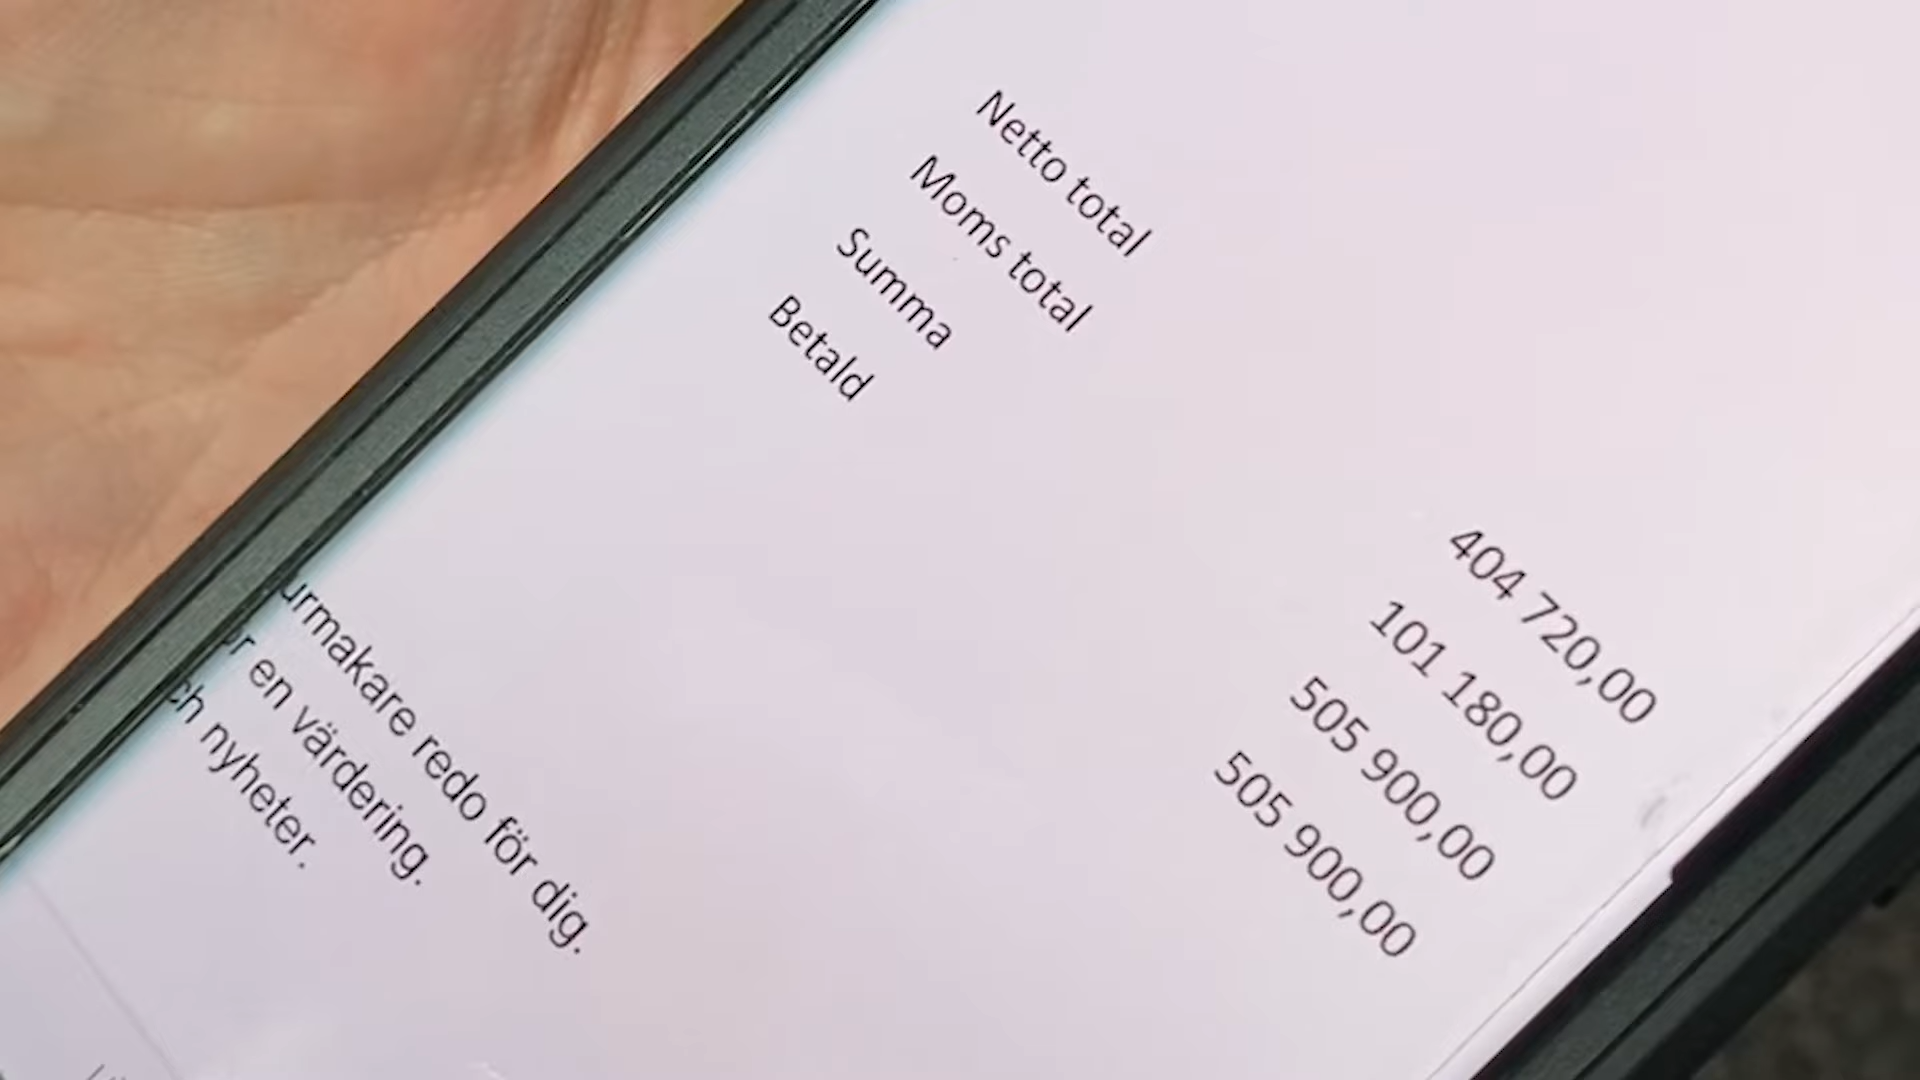 Netto total 404 720,00
Moms total 101 180,00
Summa 505 900,00
Betald 505 900,00
urmakare redo för dig.
en värdering.
nyheter.